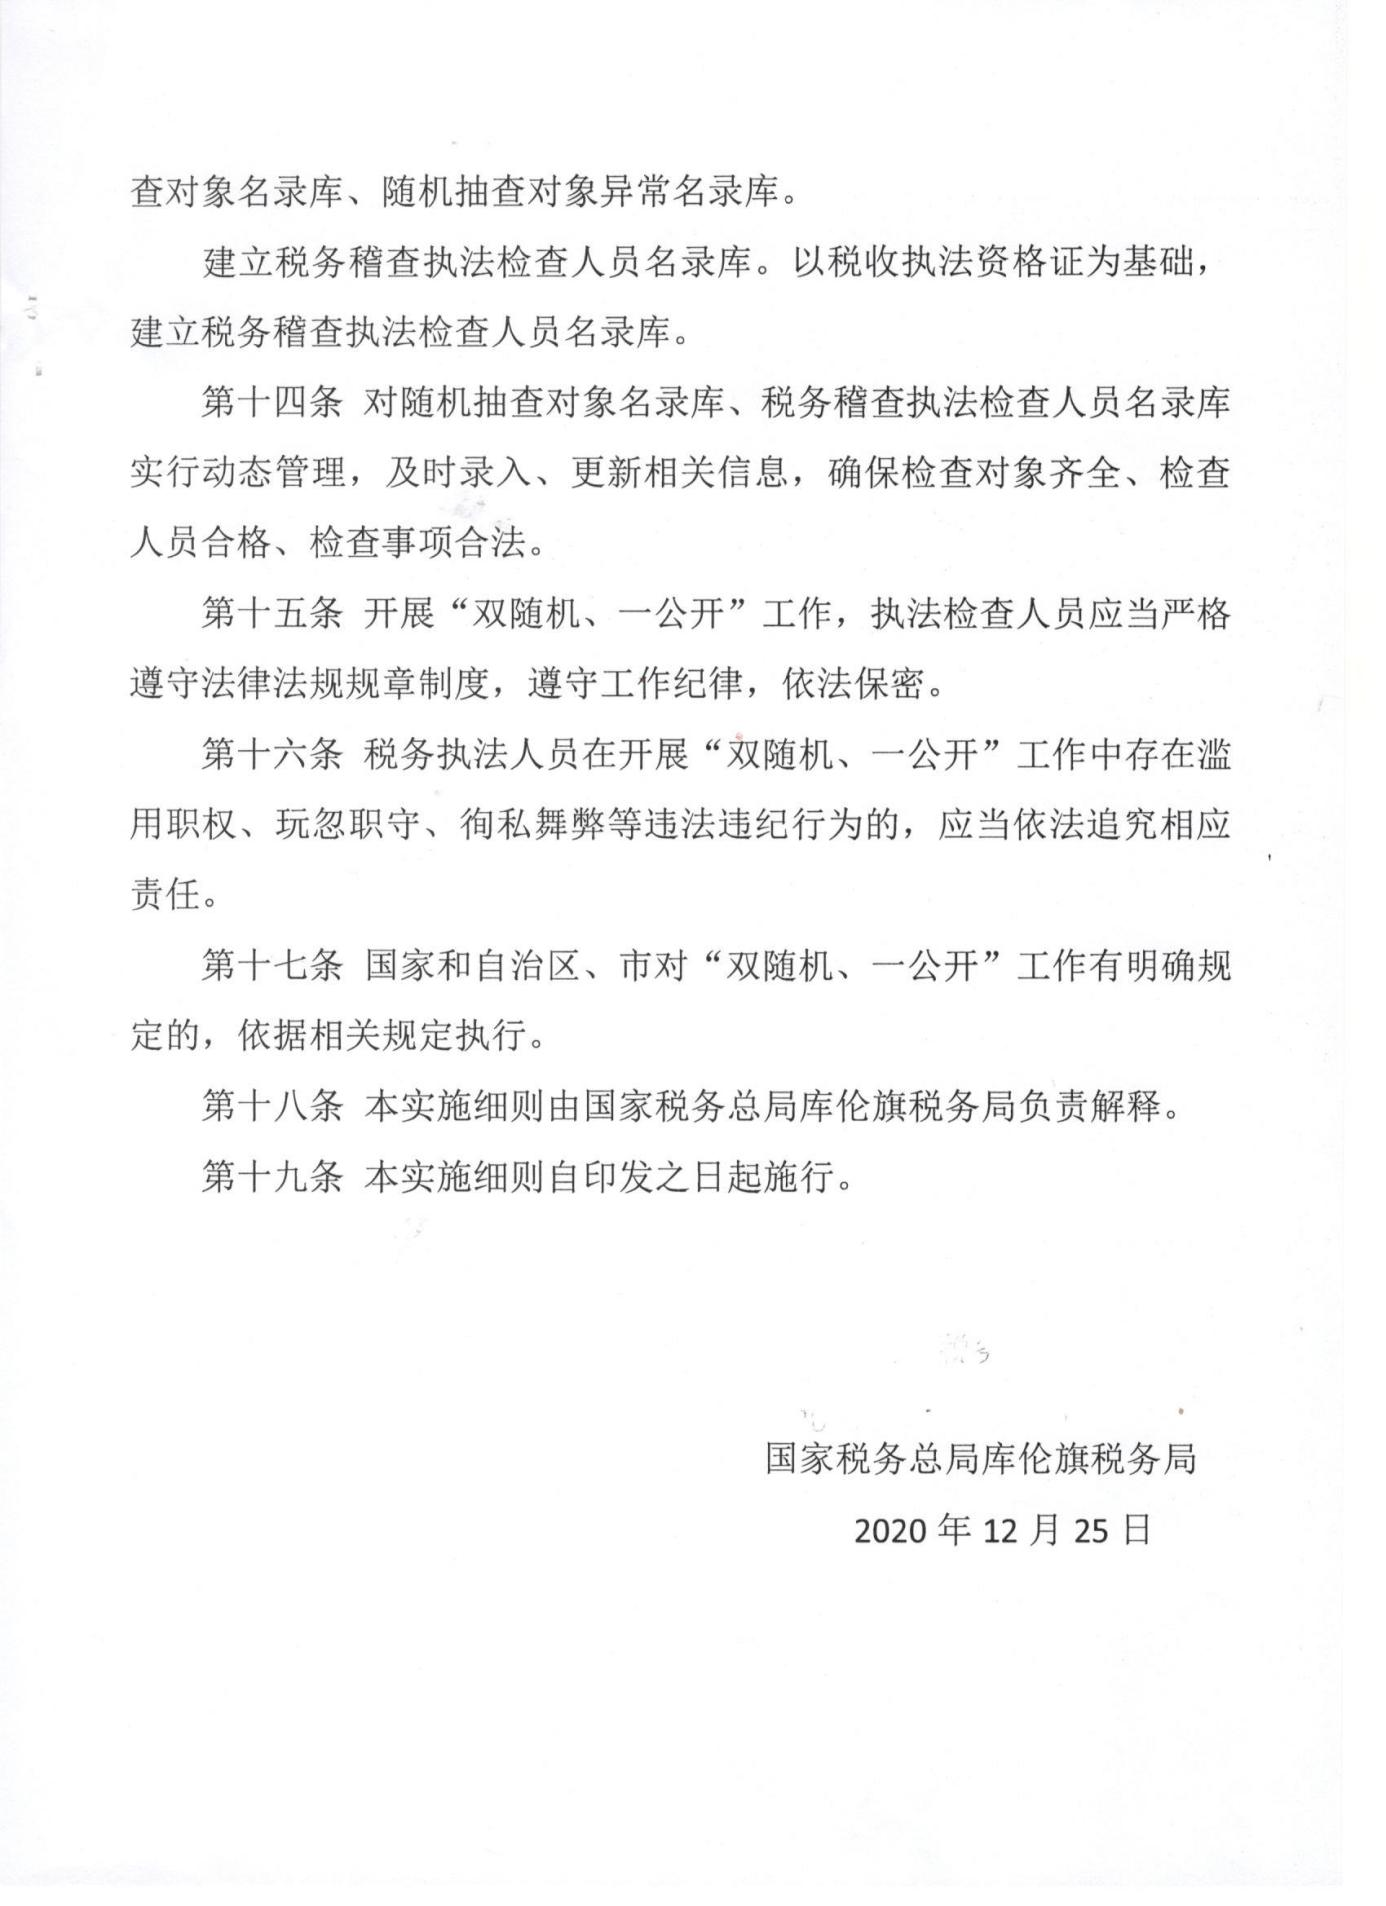 查对象名录库、随机抽查对象异常名录库。
建立税务稽查执法检查人员名录库。以税收执法资格证为基础，
建立税务稽查执法检查人员名录库。
第十四条 对随机抽查对象名录库、税务稽查执法检查人员名录库
实行动态管理，及时录入、更新相关信息，确保检查对象齐全、检查
人员合格、检查事项合法。
第十五条 开展“双随机、一公开”工作，执法检查人员应当严格
遵守法律法规规章制度，遵守工作纪律，依法保密。
第十六条 税务执法人员在开展“双随机、一公开”工作中存在滥
用职权、玩忽职守、徇私舞弊等违法违纪行为的，应当依法追究相应
责任。
第十七条 国家和自治区、市对“双随机、一公开”工作有明确规
定的，依据相关规定执行。
第十八条 本实施细则由国家税务总局库伦旗税务局负责解释。
第十九条 本实施细则自印发之日起施行。
国家税务总局库伦旗税务局
2020 年 12 月 25 日